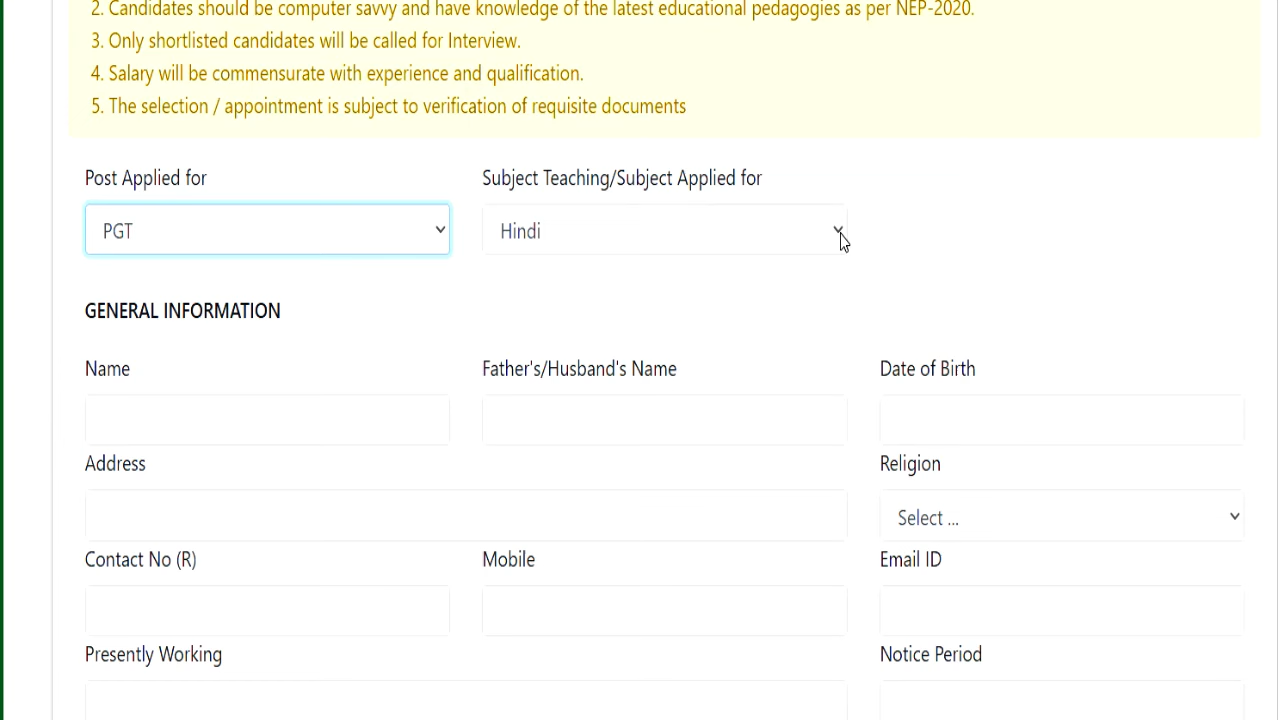 2. Candidates should be computer savvy and have knowledge of the latest educational pedagogies as per NEP-2020.
3. Only shortlisted candidates will be called for Interview.
4. Salary will be commensurate with experience and qualification.
5. The selection / appointment is subject to verification of requisite documents
Post Applied for Subject Teaching/Subject Applied for
PGT Hindi
GENERAL INFORMATION
Name Father's/Husband's Name Date of Birth
Address Religion
Select ...
Contact No (R) Mobile Email ID
Presently Working Notice Period